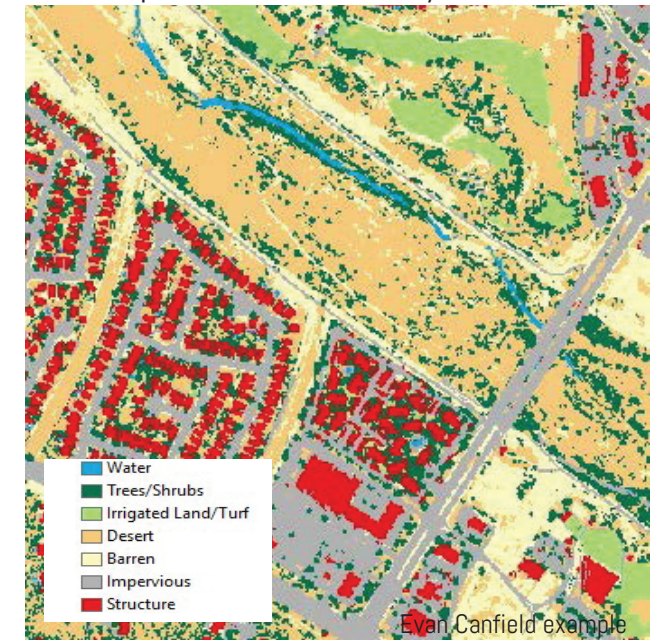 Water
Trees/Shrubs
Irrigated Land/Turf
Desert
Barren
Impervious
Structure
Evan Canfield example